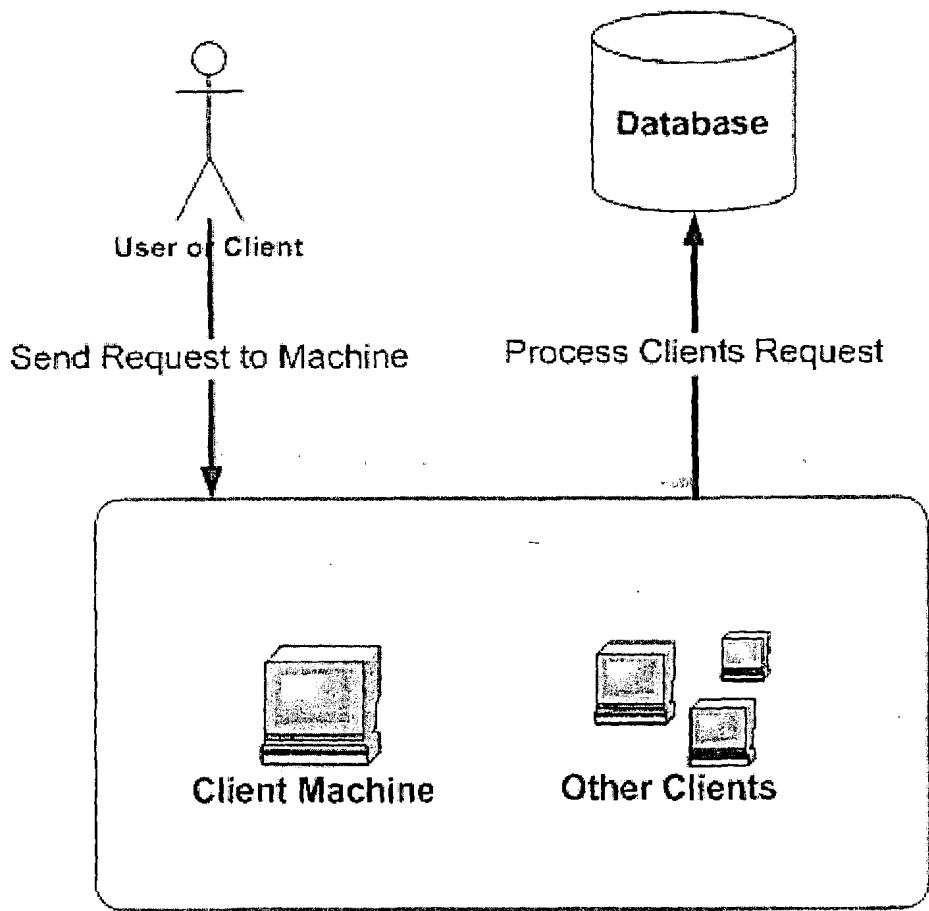 Database
User or Client
Send Request to Machine
Process Clients Request
Client Machine
Other Clients